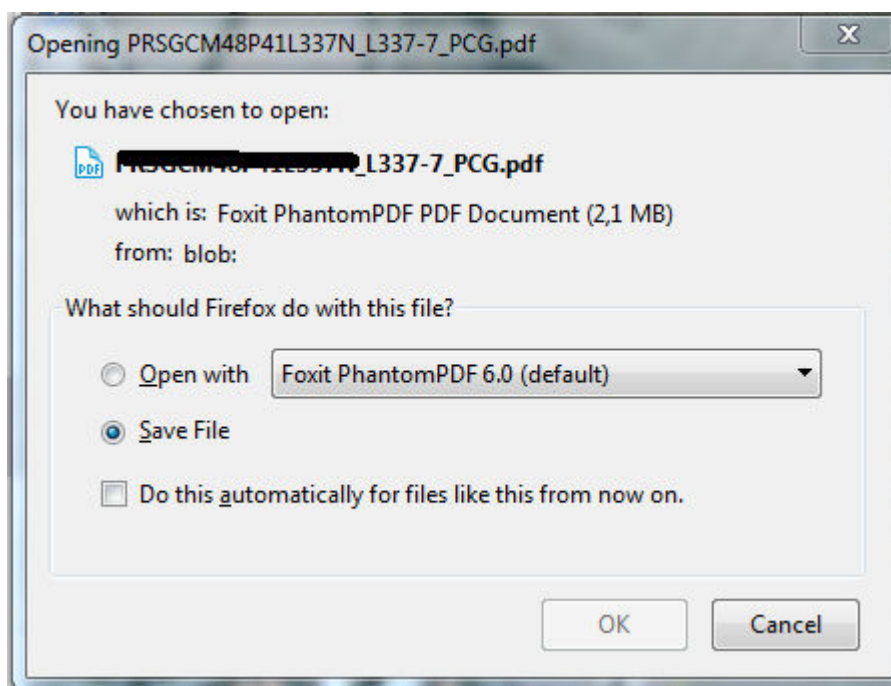 Opening PRSGCM48P41L337N_L337-7_PCG.pdf
You have chosen to open:
PDF _L337-7_PCG.pdf
which is: Foxit PhantomPDF PDF Document (2,1 MB)
from: blob:
What should Firefox do with this file?
Open with Foxit PhantomPDF 6.0 (default)
Save File
Do this automatically for files like this from now on.
OK Cancel